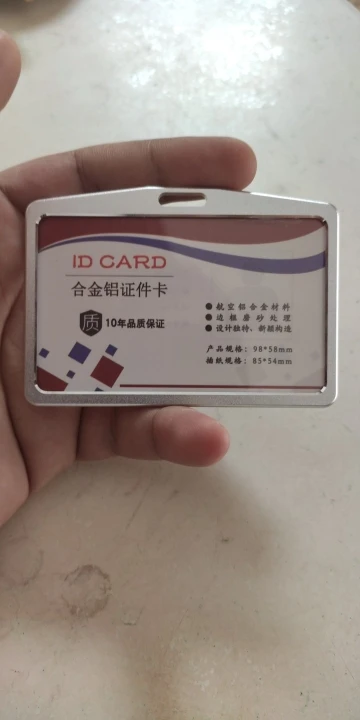 ID CARD
合金铝证件卡
质 10年品质保证
● 航空铝合金材料
● 边框磨砂处理
● 设计独特、新颖构造
产品规格：98*58mm
插纸规格：85*54mm